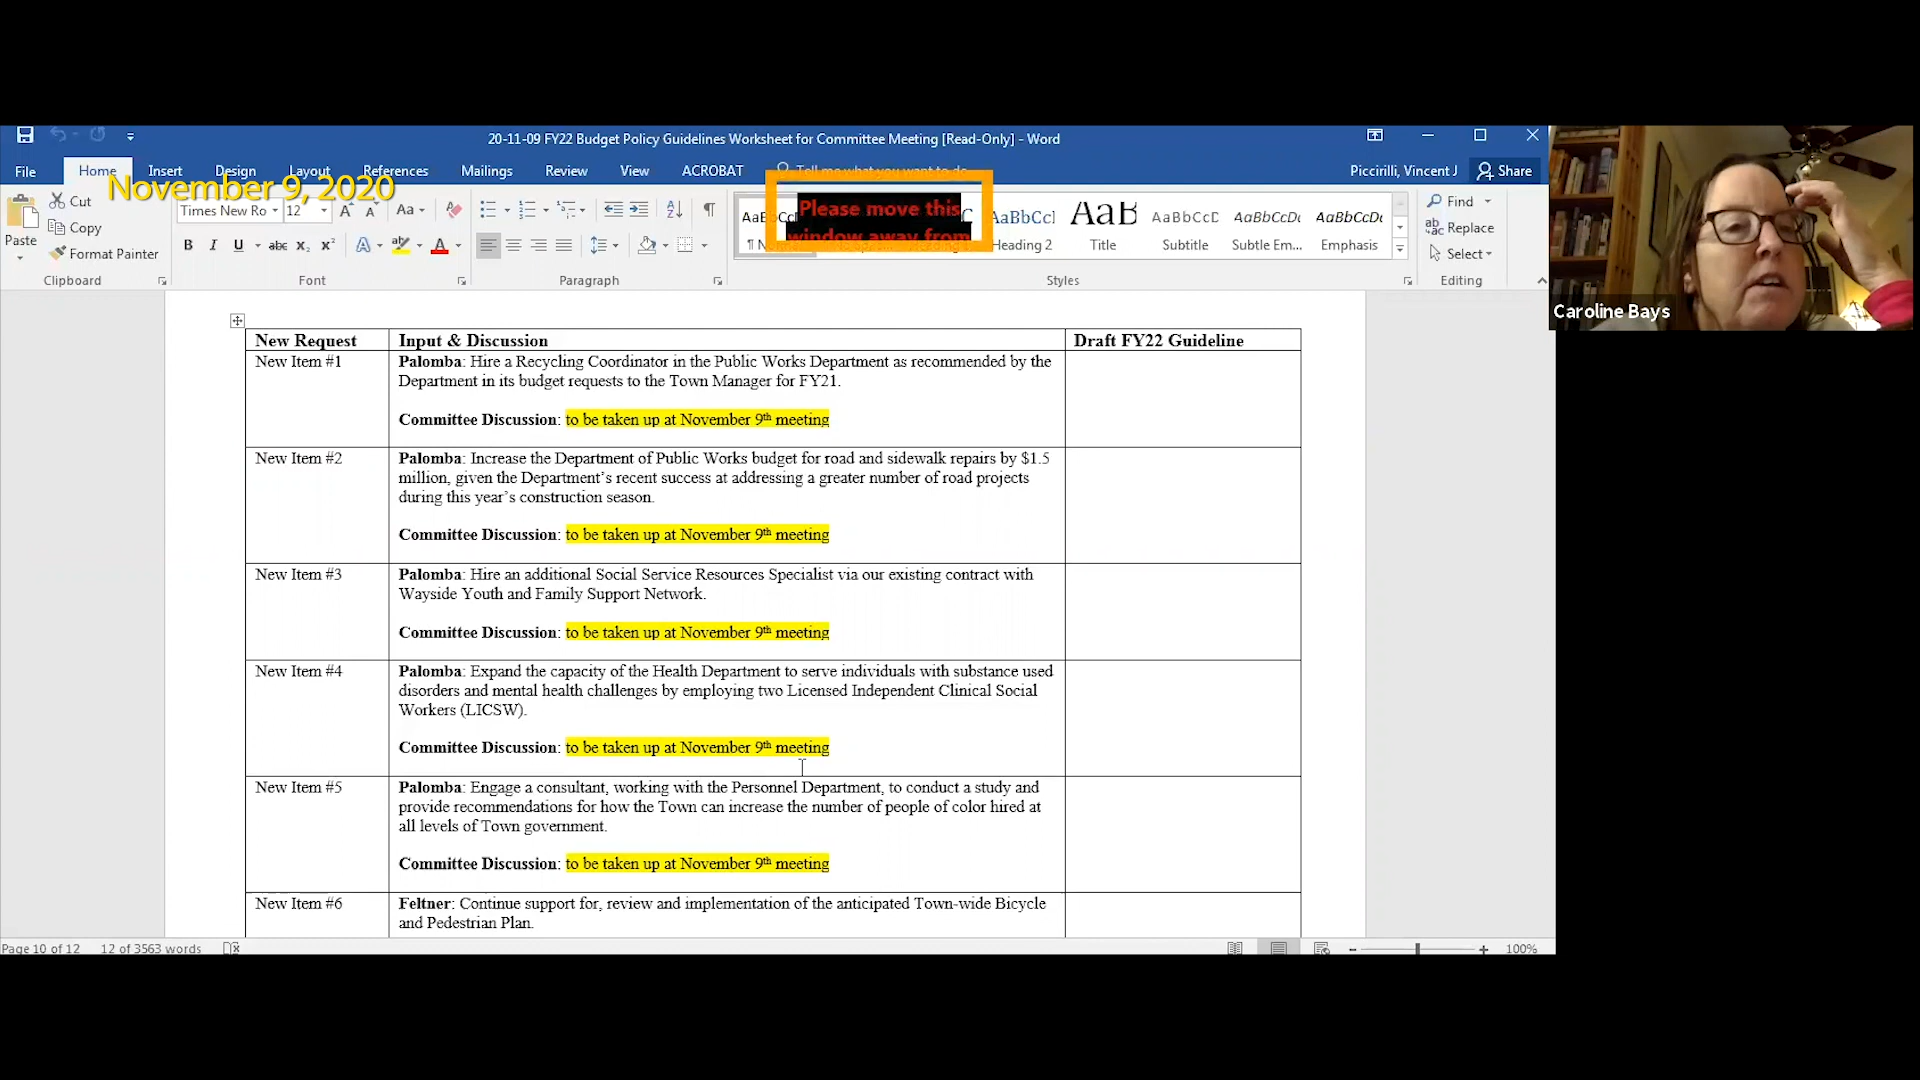 20-11-09 FY22 Budget Policy Guidelines Worksheet for Committee Meeting [Read-Only] - Word
File Home Insert Design Layout References Mailings Review View ACROBAT Tell me what you want to do Piccirilli, Vincent J Share
November 9, 2020
Paste
Cut
Copy
Format Painter
Clipboard
Times New Ro 12
Font
Paragraph
Please move this
window away from
Heading 2
Title
Subtitle
Subtle Em...
Emphasis
Styles
Find
Replace
Select
Editing
Caroline Bays
New Request Input & Discussion Draft FY22 Guideline
New Item #1 Palomba: Hire a Recycling Coordinator in the Public Works Department as recommended by the
Department in its budget requests to the Town Manager for FY21.
Committee Discussion: to be taken up at November 9th meeting
New Item #2 Palomba: Increase the Department of Public Works budget for road and sidewalk repairs by $1.5
million, given the Department's recent success at addressing a greater number of road projects
during this year's construction season.
Committee Discussion: to be taken up at November 9th meeting
New Item #3 Palomba: Hire an additional Social Service Resources Specialist via our existing contract with
Wayside Youth and Family Support Network.
Committee Discussion: to be taken up at November 9th meeting
New Item #4 Palomba: Expand the capacity of the Health Department to serve individuals with substance used
disorders and mental health challenges by employing two Licensed Independent Clinical Social
Workers (LICSW).
Committee Discussion: to be taken up at November 9th meeting
New Item #5 Palomba: Engage a consultant, working with the Personnel Department, to conduct a study and
provide recommendations for how the Town can increase the number of people of color hired at
all levels of Town government.
Committee Discussion: to be taken up at November 9th meeting
New Item #6 Feltner: Continue support for, review and implementation of the anticipated Town-wide Bicycle
and Pedestrian Plan.
Page 10 of 12 12 of 3563 words 100%